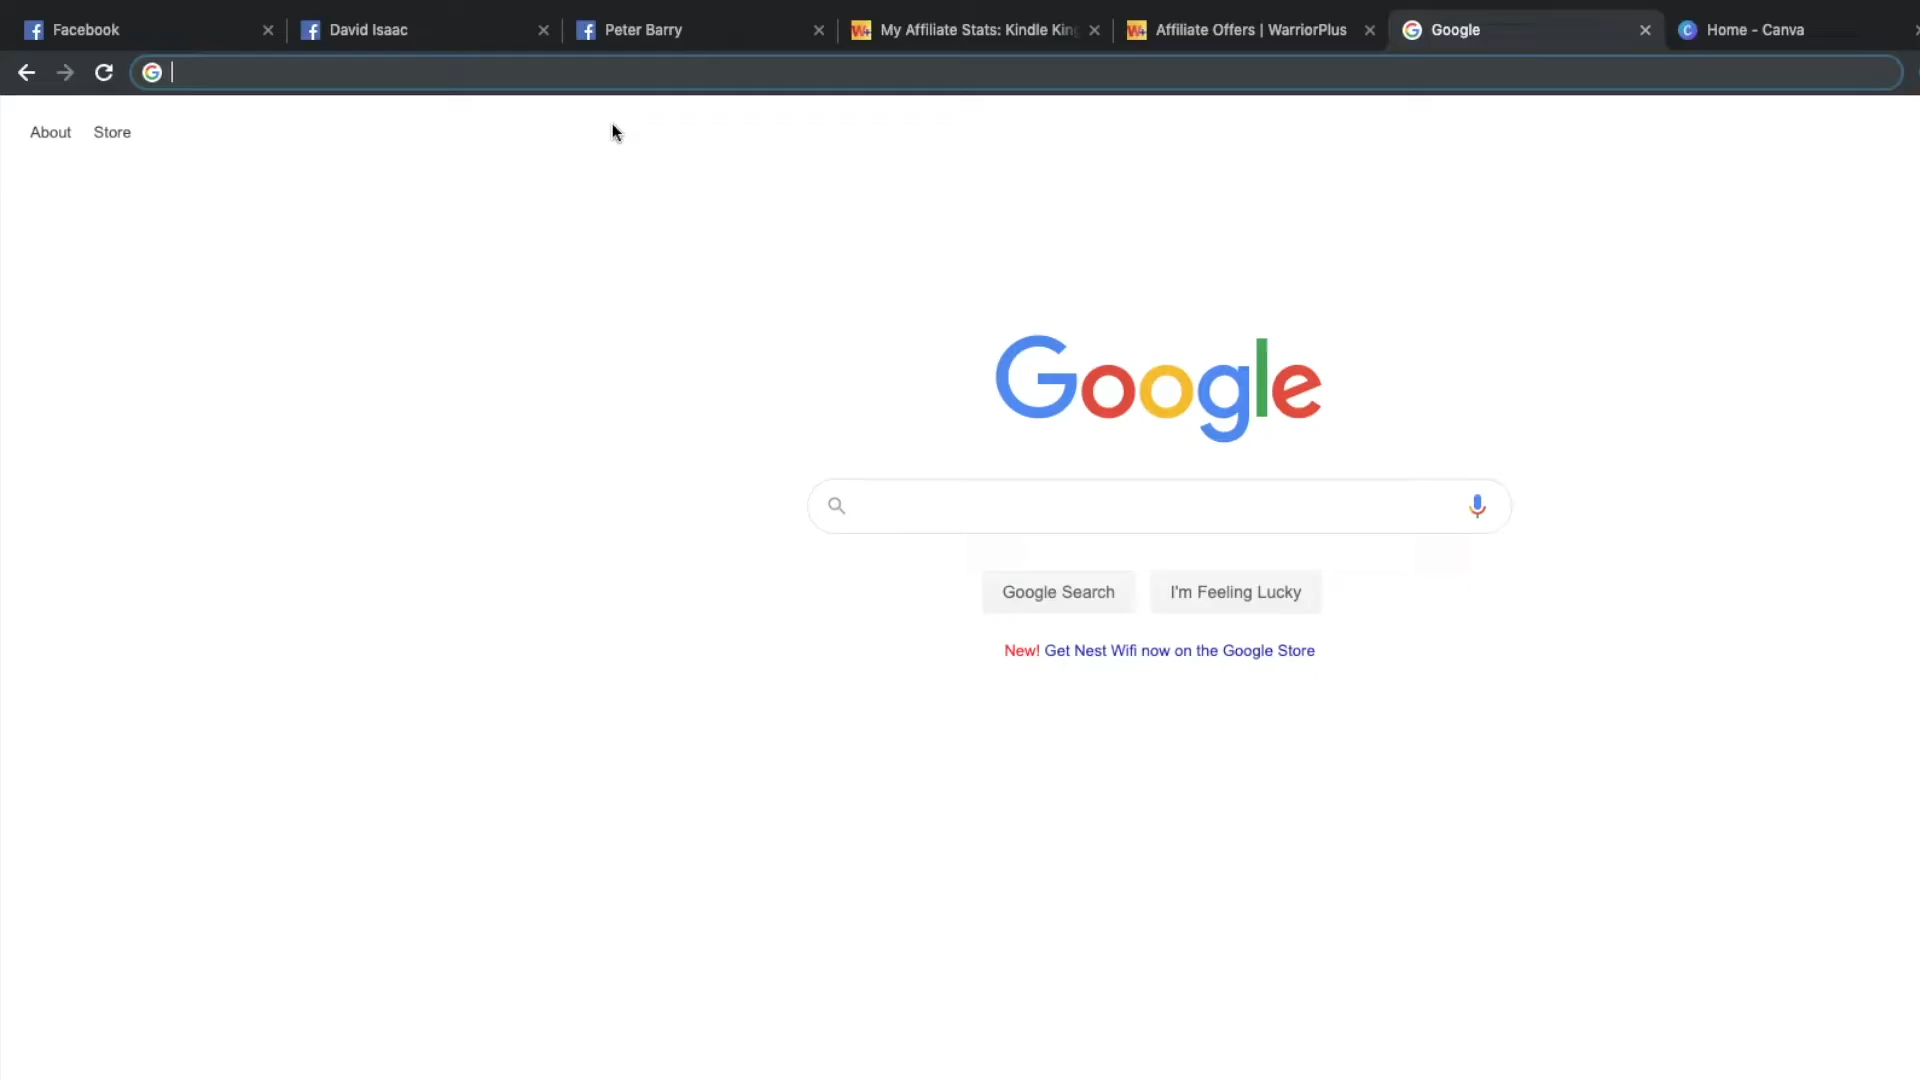 Facebook
David Isaac
Peter Barry
My Affiliate Stats: Kindle Kin
Affiliate Offers | WarriorPlus
Google
Home - Canva
About
Store
Google
Google Search
I'm Feeling Lucky
New! Get Nest Wifi now on the Google Store